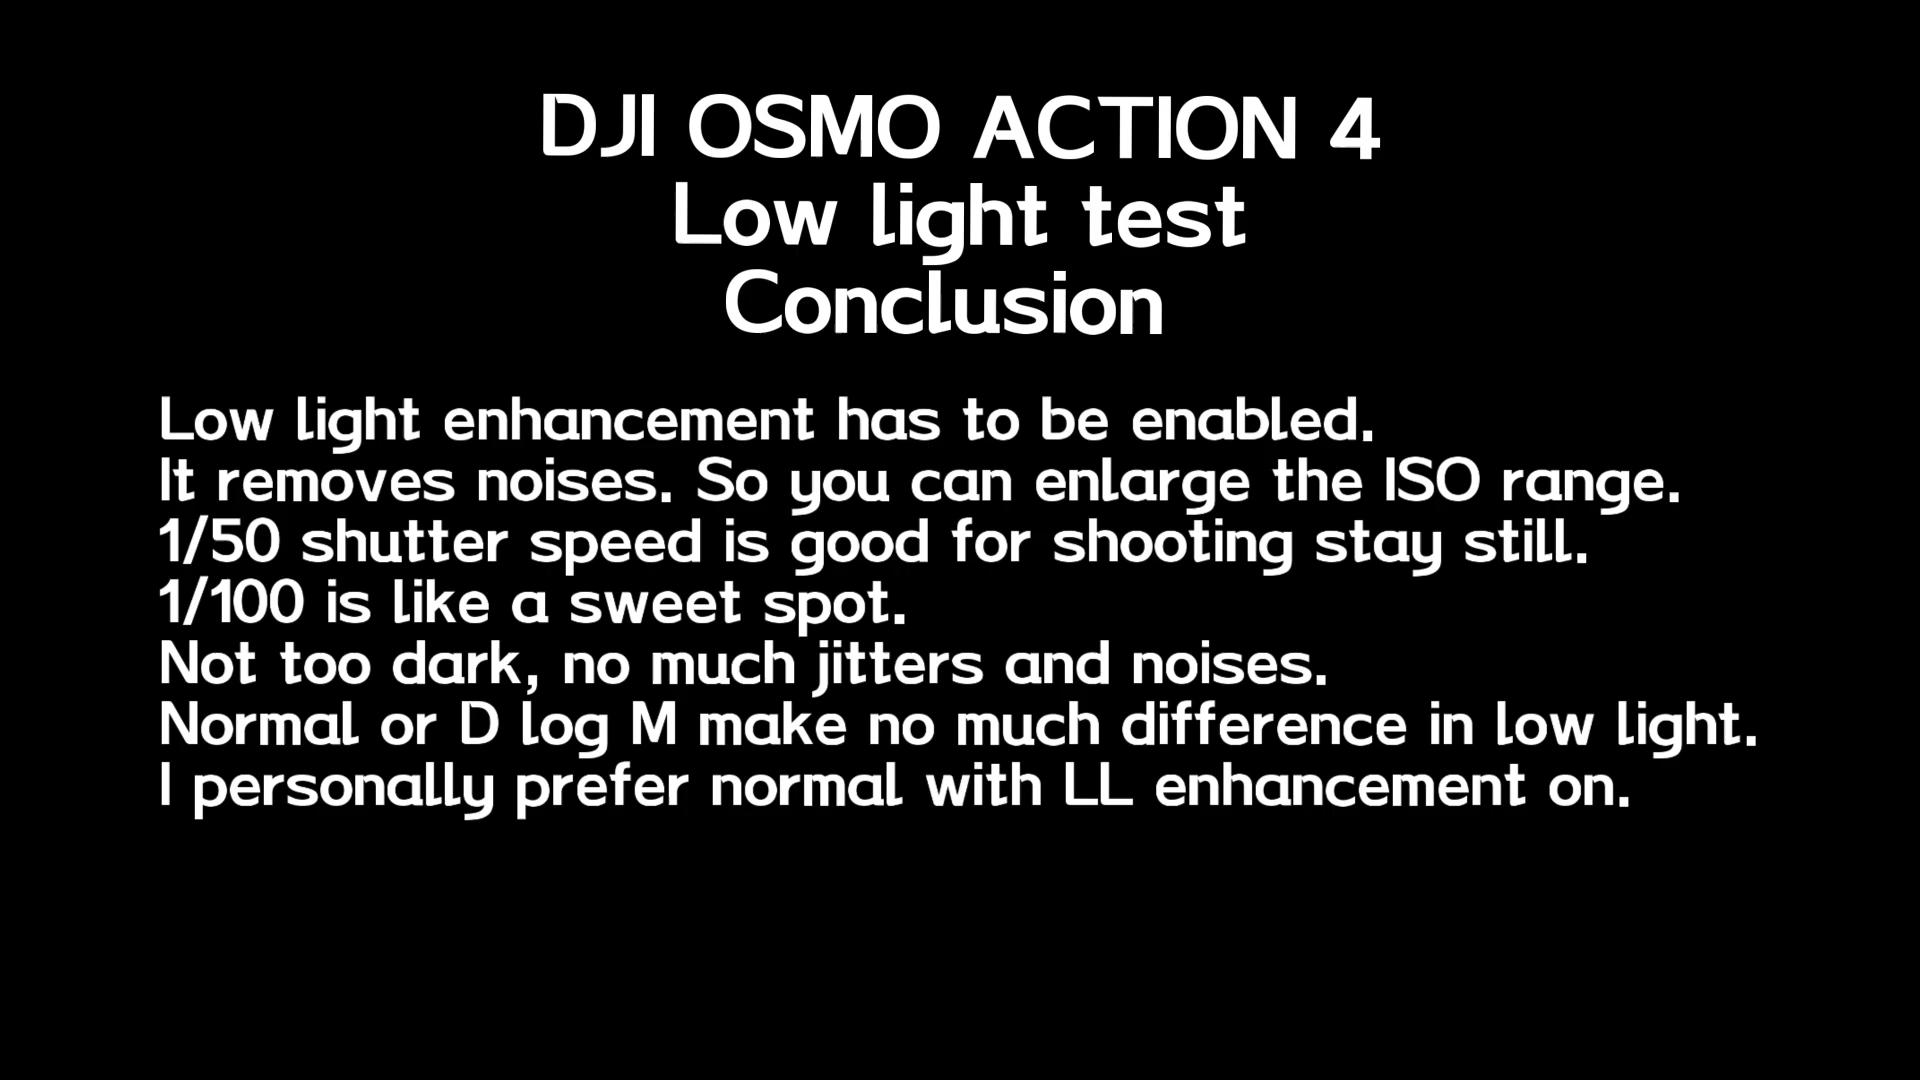 DJI OSMO ACTION 4
Low light test
Conclusion
Low light enhancement has to be enabled.
It removes noises. So you can enlarge the ISO range.
1/50 shutter speed is good for shooting stay still.
1/100 is like a sweet spot.
Not too dark, no much jitters and noises.
Normal or D log M make no much difference in low light.
I personally prefer normal with LL enhancement on.